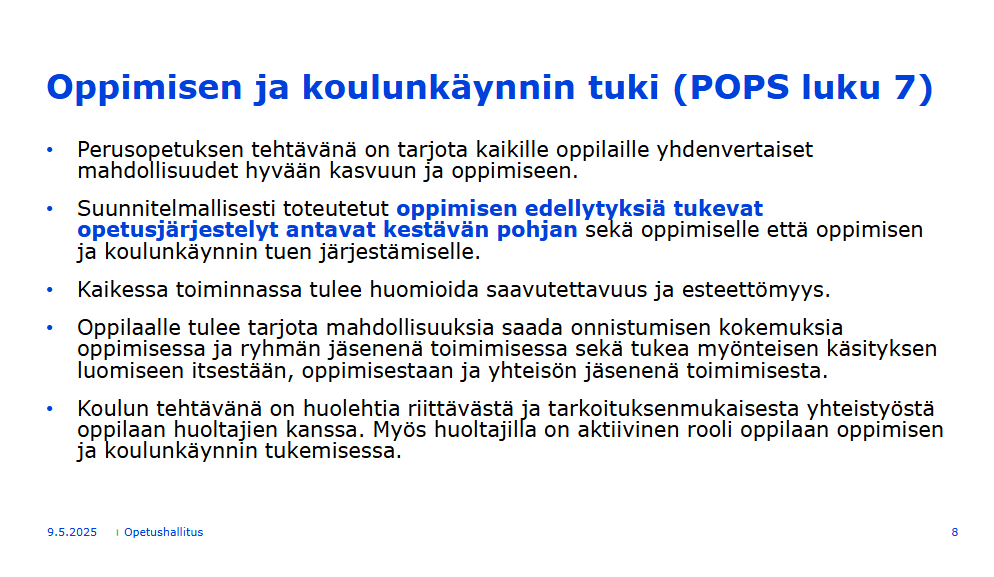 Oppimisen ja koulunkäynnin tuki (POPS luku 7)
• Perusopetuksen tehtävänä on tarjota kaikille oppilaille yhdenvertaiset
mahdollisuudet hyvään kasvuun ja oppimiseen.
• Suunnitelmallisesti toteutetut oppimisen edellytyksiä tukevat
opetusjärjestelyt antavat kestävän pohjan sekä oppimiselle että oppimisen
ja koulunkäynnin tuen järjestämiselle.
• Kaikessa toiminnassa tulee huomioida saavutettavuus ja esteettömyys.
• Oppilaalle tulee tarjota mahdollisuuksia saada onnistumisen kokemuksia
oppimisessa ja ryhmän jäsenenä toimimisessa sekä tukea myönteisen käsityksen
luomiseen itsestään, oppimisestaan ja yhteisön jäsenenä toimimisesta.
• Koulun tehtävänä on huolehtia riittävästä ja tarkoituksenmukaisesta yhteistyöstä
oppilaan huoltajien kanssa. Myös huoltajilla on aktiivinen rooli oppilaan oppimisen
ja koulunkäynnin tukemisessa.
9.5.2025 | Opetushallitus 8